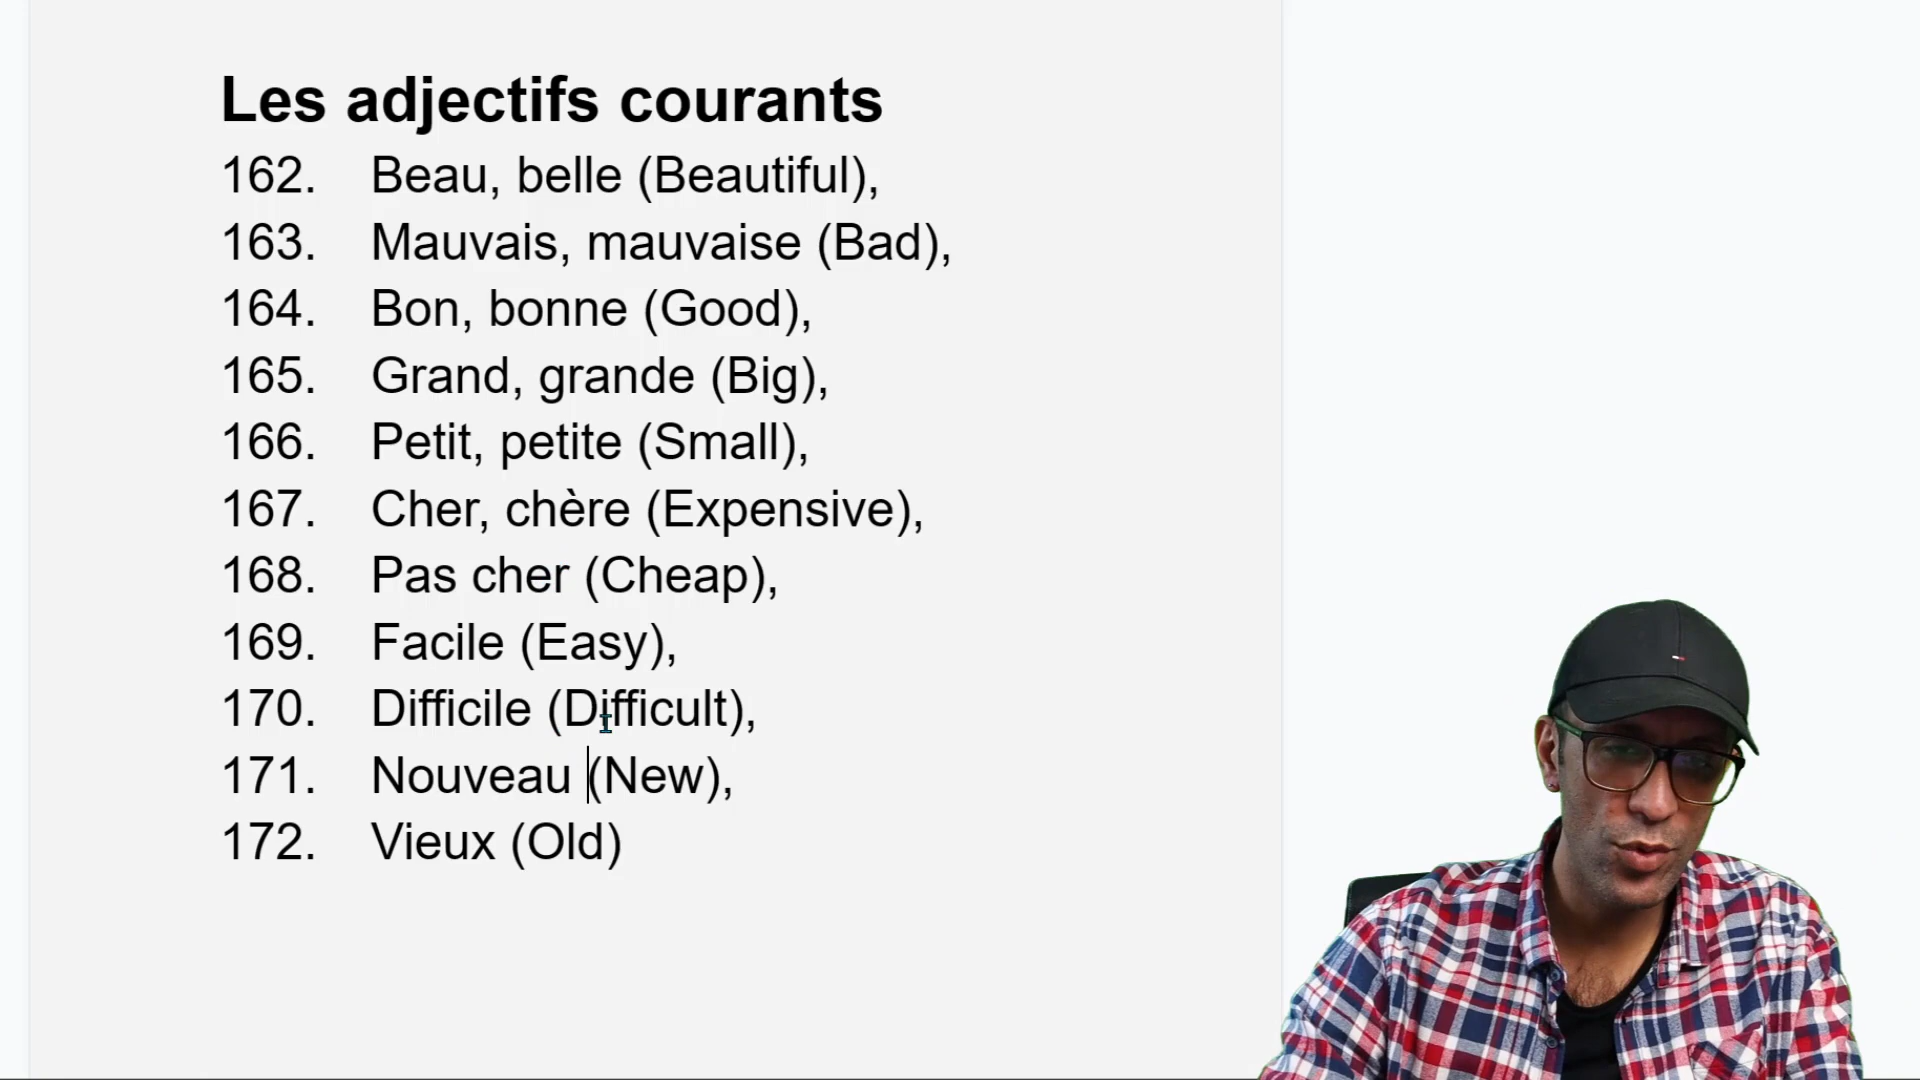 Les adjectifs courants
162. Beau, belle (Beautiful),
163. Mauvais, mauvaise (Bad),
164. Bon, bonne (Good),
165. Grand, grande (Big),
166. Petit, petite (Small),
167. Cher, chère (Expensive),
168. Pas cher (Cheap),
169. Facile (Easy),
170. Difficile (Difficult),
171. Nouveau (New),
172. Vieux (Old)